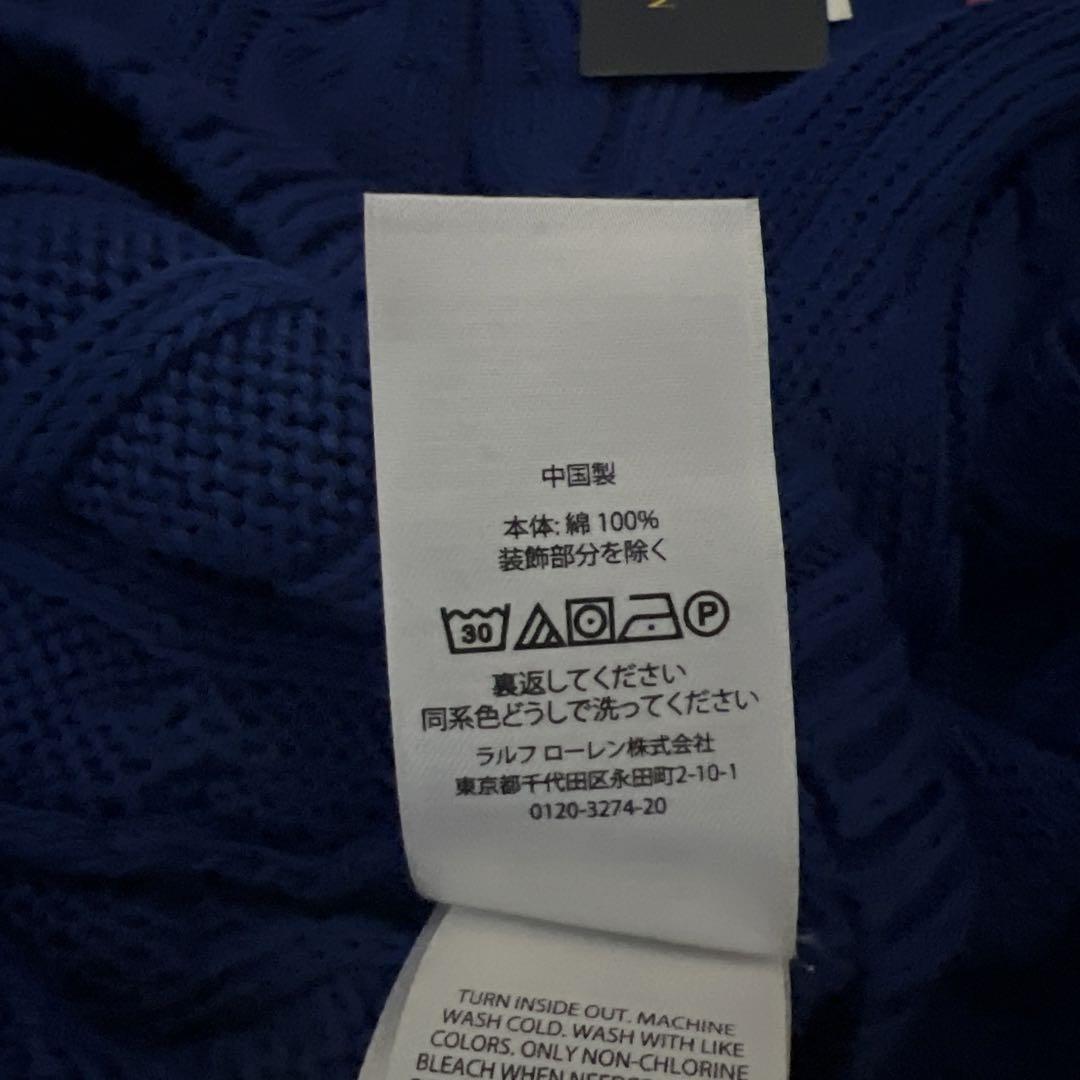 中国製
本体: 綿 100%
装飾部分を除く
30 P
裏返してください
同系色どうしで洗ってください
ラルフ ローレン株式会社
東京都千代田区永田町2-10-1
0120-3274-20
TURN INSIDE OUT. MACHINE
WASH COLD. WASH WITH LIKE
COLORS. ONLY NON-CHLORINE
BLEACH WHEN